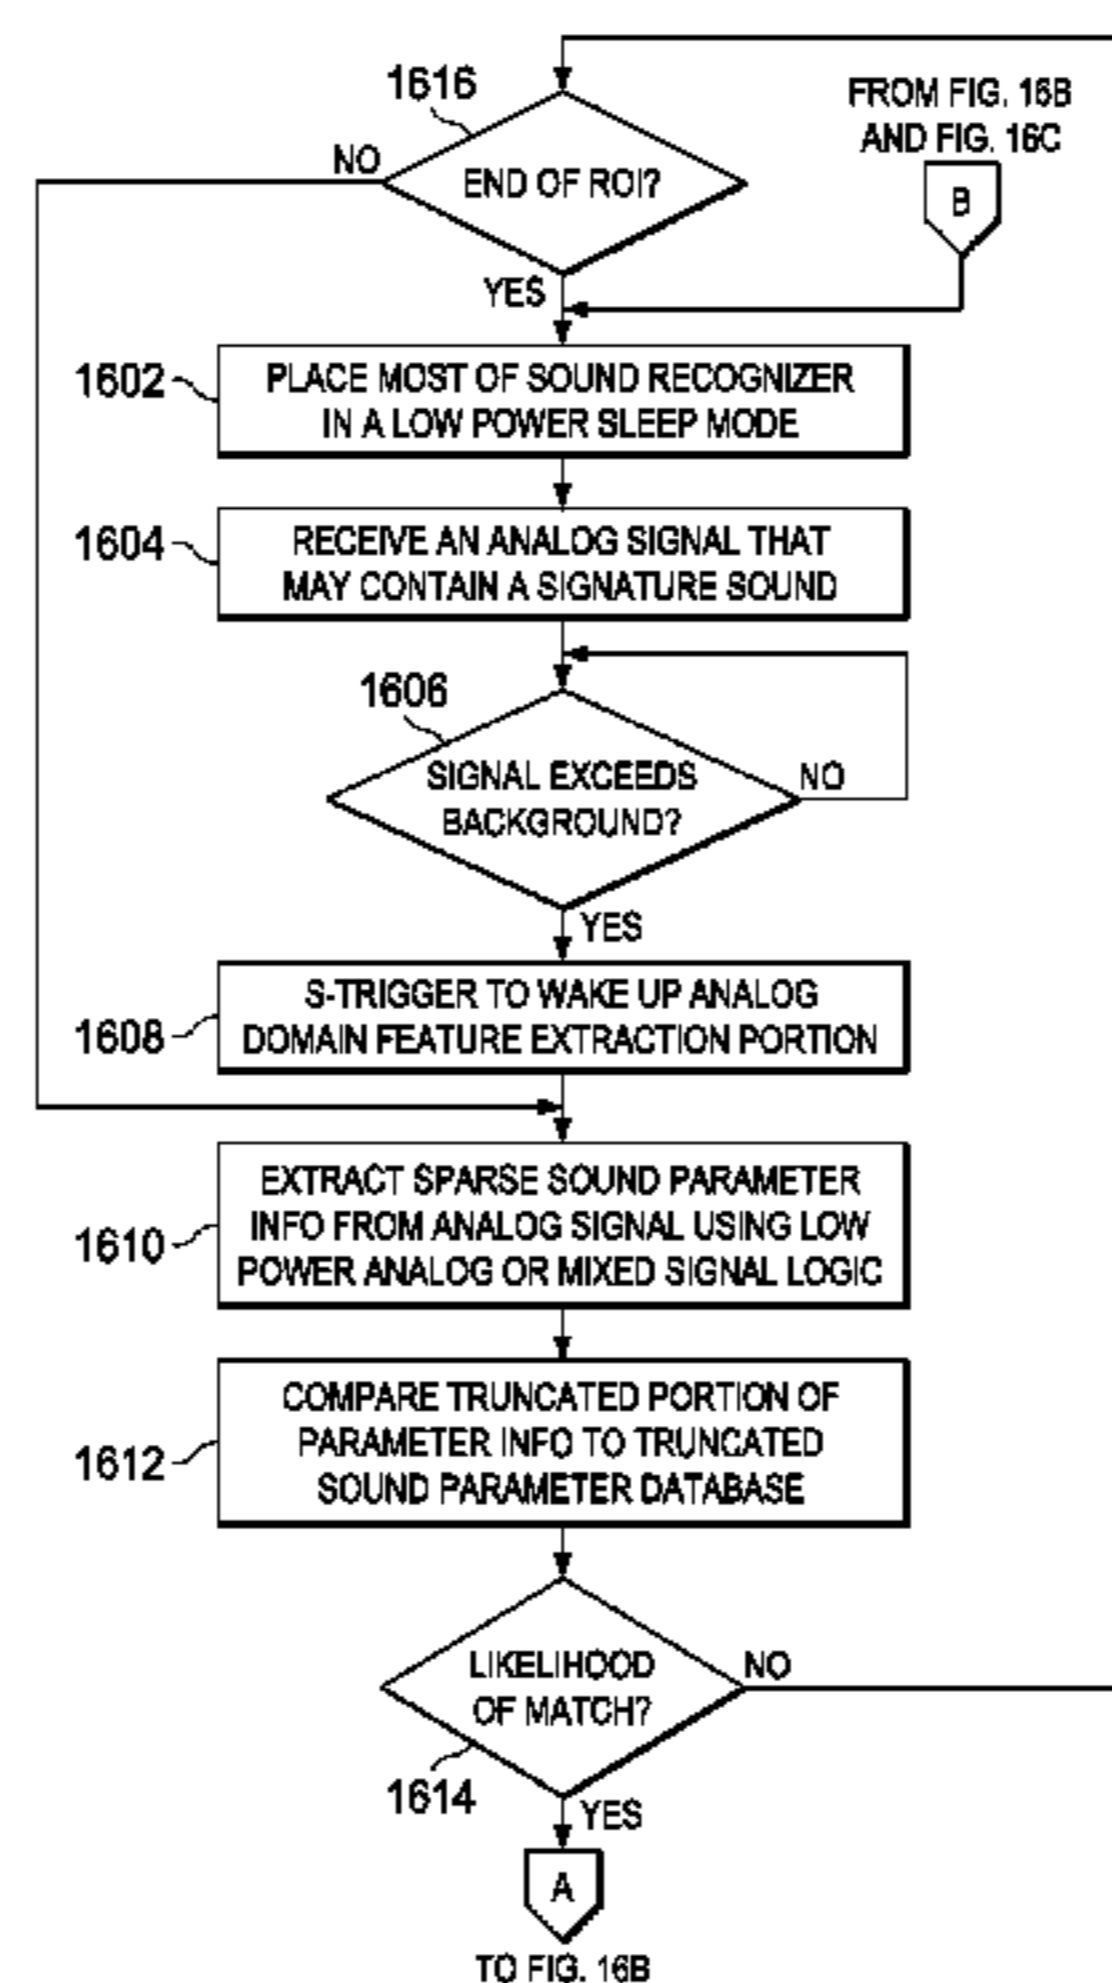 1616
FROM FIG. 16B
AND FIG. 16C
NO
END OF ROI?
B
YES
1602
PLACE MOST OF SOUND RECOGNIZER
IN A LOW POWER SLEEP MODE
1604
RECEIVE AN ANALOG SIGNAL THAT
MAY CONTAIN A SIGNATURE SOUND
1606
SIGNAL EXCEEDS
BACKGROUND?
NO
YES
1608
S-TRIGGER TO WAKE UP ANALOG
DOMAIN FEATURE EXTRACTION PORTION
1610
EXTRACT SPARSE SOUND PARAMETER
INFO FROM ANALOG SIGNAL USING LOW
POWER ANALOG OR MIXED SIGNAL LOGIC
1612
COMPARE TRUNCATED PORTION OF
PARAMETER INFO TO TRUNCATED
SOUND PARAMETER DATABASE
LIKELIHOOD
OF MATCH?
NO
1614
YES
A
TO FIG. 16B